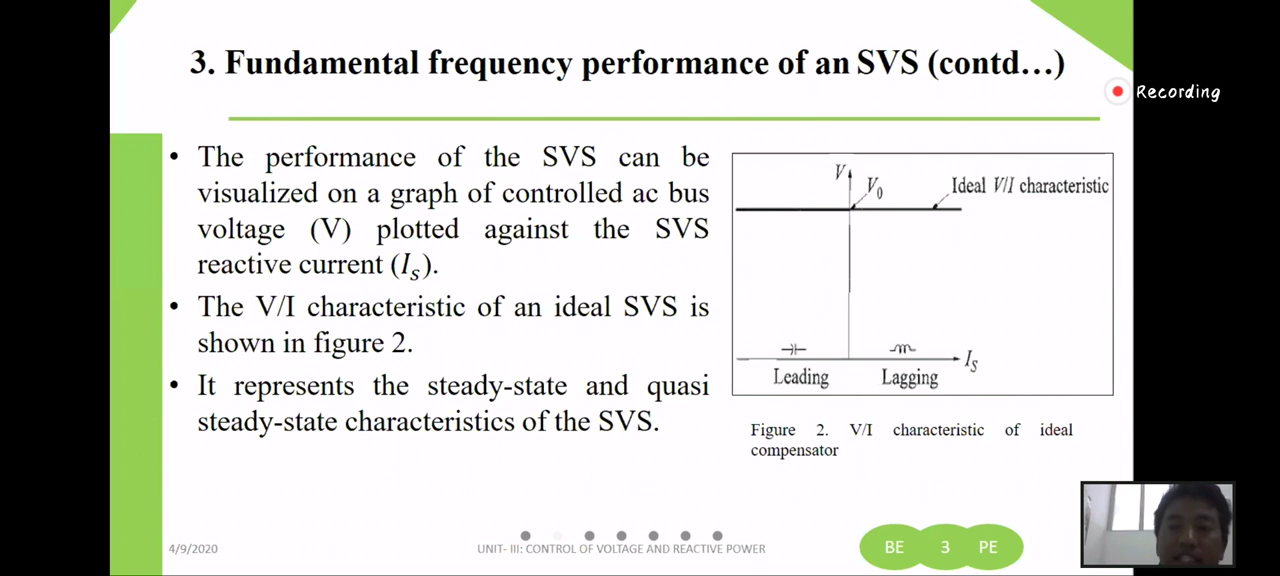 3. Fundamental frequency performance of an SVS (contd…)
Recording
• The performance of the SVS can be
visualized on a graph of controlled ac bus
voltage (V) plotted against the SVS
reactive current (Iₛ).
• The V/I characteristic of an ideal SVS is
shown in figure 2.
• It represents the steady-state and quasi
steady-state characteristics of the SVS.
V
V₀
Ideal V/I characteristic
Iₛ
Leading
Lagging
Figure 2. V/I characteristic of ideal
compensator
4/9/2020
UNIT- III: CONTROL OF VOLTAGE AND REACTIVE POWER
BE 3 PE